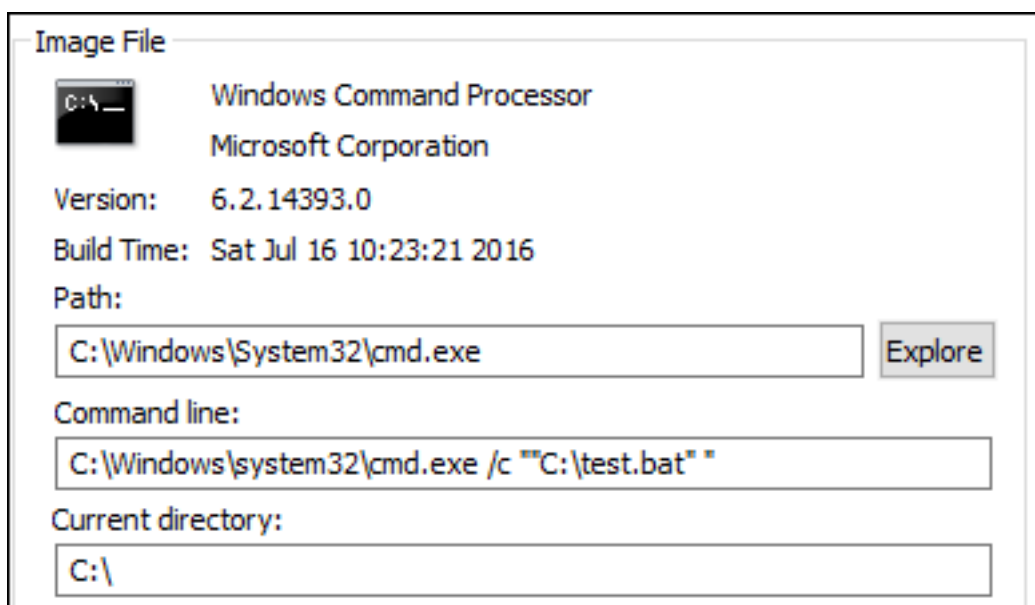 Image File
C:\
Windows Command Processor
Microsoft Corporation
Version: 6.2.14393.0
Build Time: Sat Jul 16 10:23:21 2016
Path:
C:\Windows\System32\cmd.exe Explore
Command line:
C:\Windows\system32\cmd.exe /c ""C:\test.bat" "
Current directory:
C:\